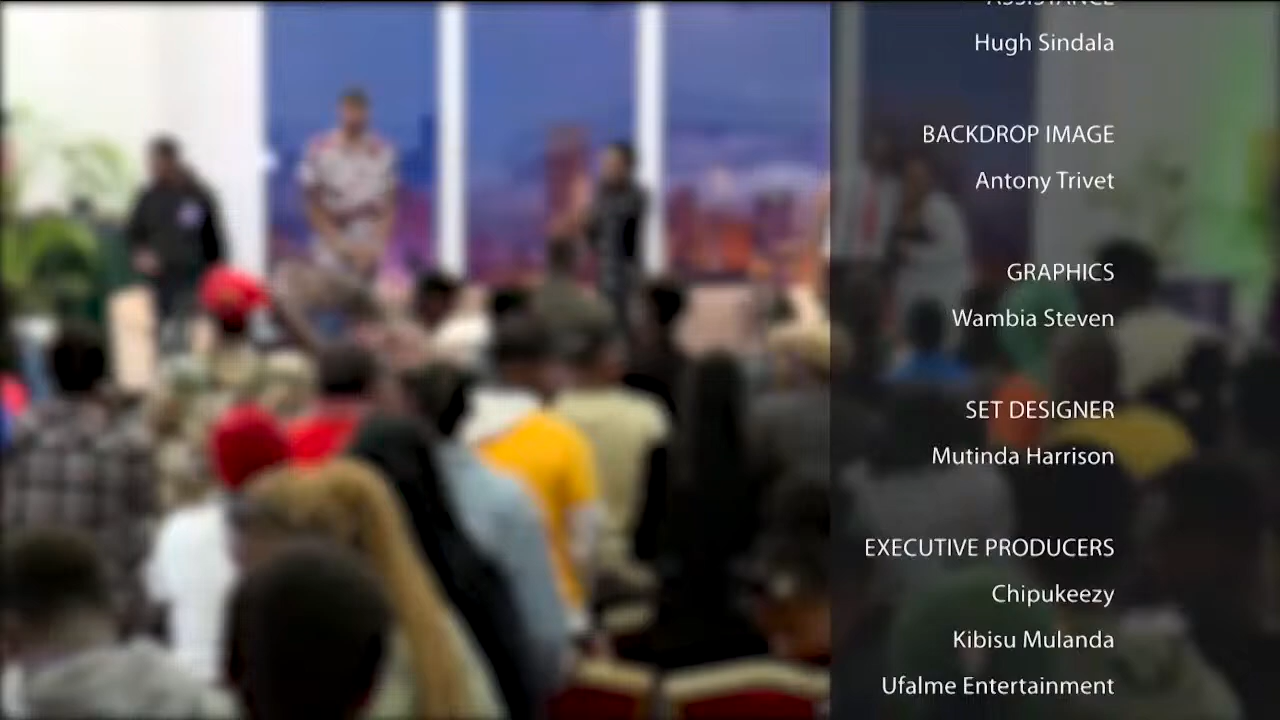 ASSISTANCE
Hugh Sindala
BACKDROP IMAGE
Antony Trivet
GRAPHICS
Wambia Steven
SET DESIGNER
Mutinda Harrison
EXECUTIVE PRODUCERS
Chipukeezy
Kibisu Mulanda
Ufalme Entertainment